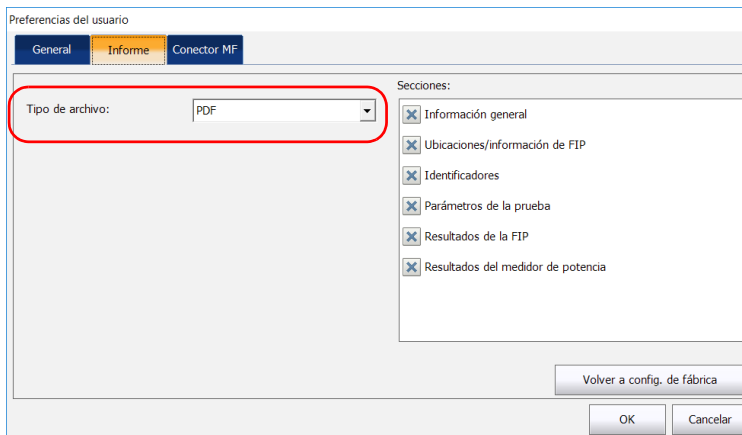 Preferencias del usuario
General Informe Conector MF
Secciones:
Tipo de archivo: PDF
Información general
Ubicaciones/información de FIP
Identificadores
Parámetros de la prueba
Resultados de la FIP
Resultados del medidor de potencia
Volver a config. de fábrica
OK Cancelar